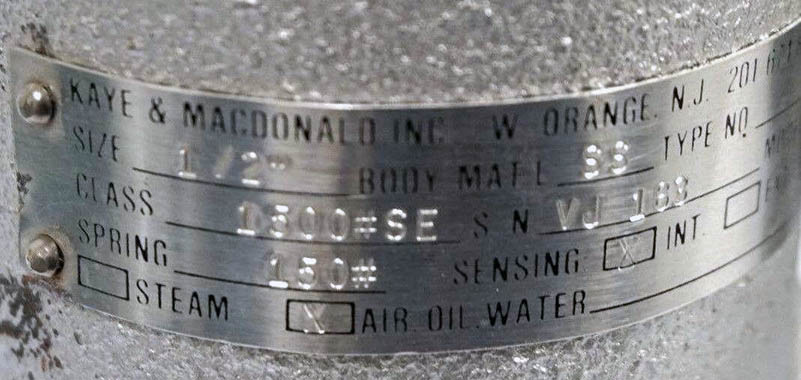 KAYE & MACDONALD INC W. ORANGE, N.J. 201
SIZE 1/2" BODY MAT'L SS TYPE NO
CLASS 1500#SE S N VJ 183
SPRING 150# SENSING X INT.
STEAM X AIR. OIL. WATER